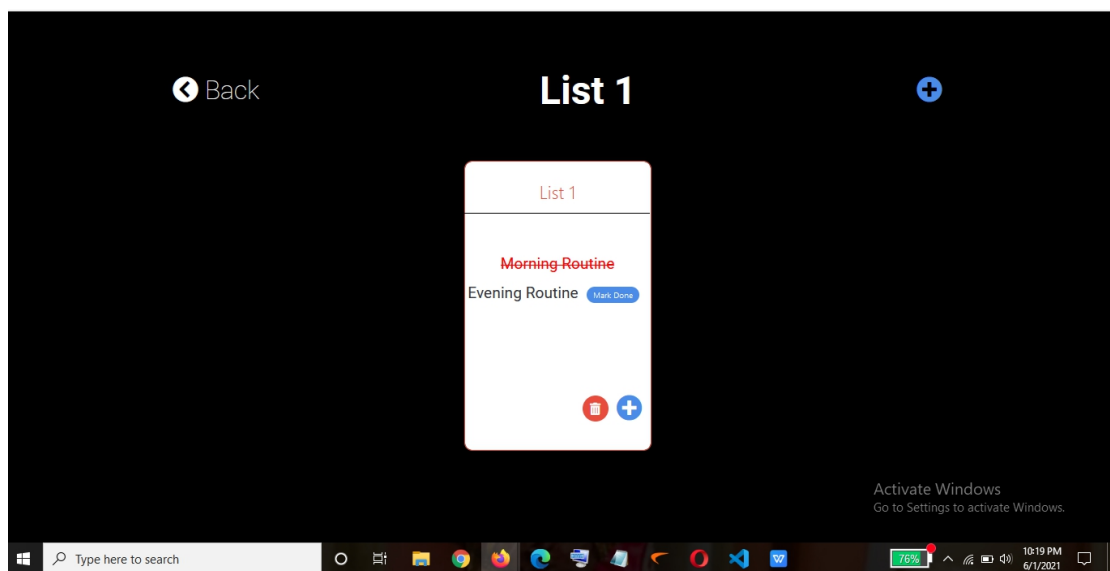 Back
List 1
List 1
Morning Routine
Evening Routine Mark Done
Activate Windows
Go to Settings to activate Windows.
Type here to search
76%
10:19 PM
6/1/2021